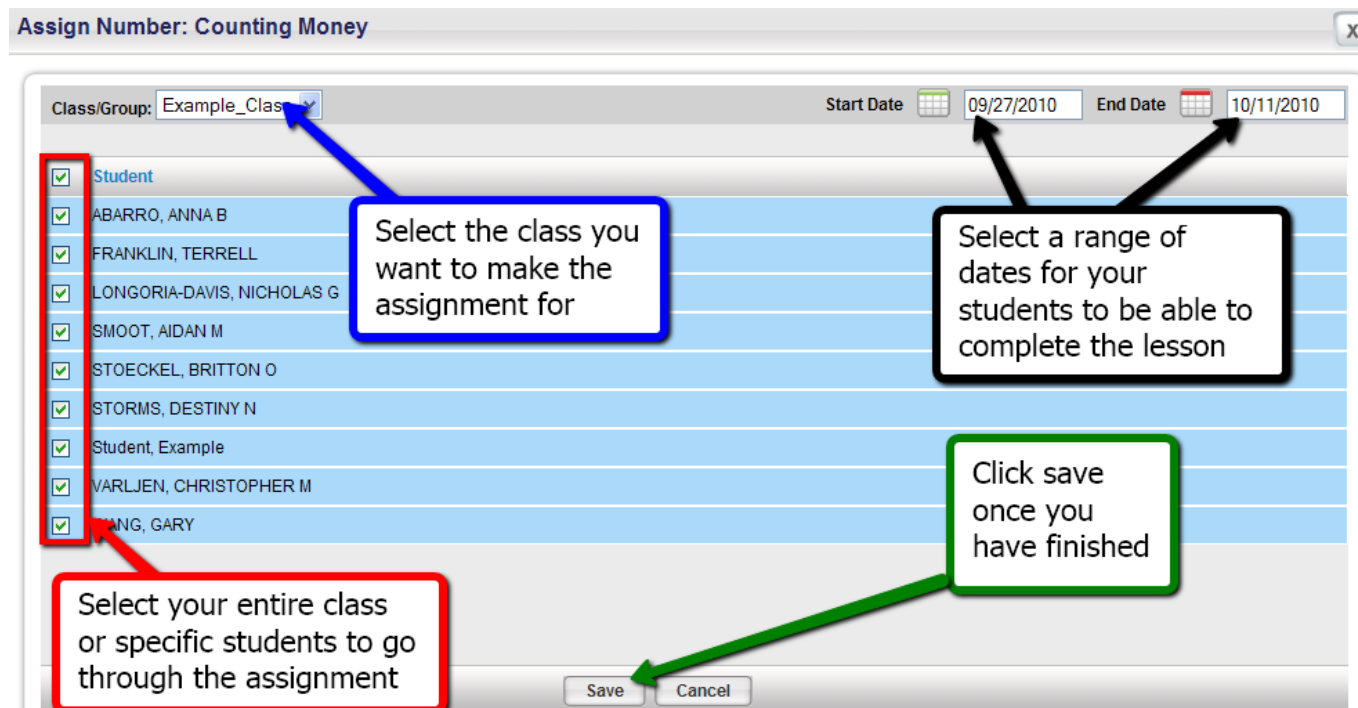 Assign Number: Counting Money
x
Class/Group: Example_Class
Start Date 09/27/2010 End Date 10/11/2010
Student
ABARRO, ANNA B
FRANKLIN, TERRELL
LONGORIA-DAVIS, NICHOLAS G
SMOOT, AIDAN M
STOECKEL, BRITTON O
STORMS, DESTINY N
Student, Example
VARLJEN, CHRISTOPHER M
GARY
Select the class you
want to make the
assignment for
Select a range of
dates for your
students to be able to
complete the lesson
Click save
once you
have finished
Select your entire class
or specific students to go
through the assignment
Save Cancel